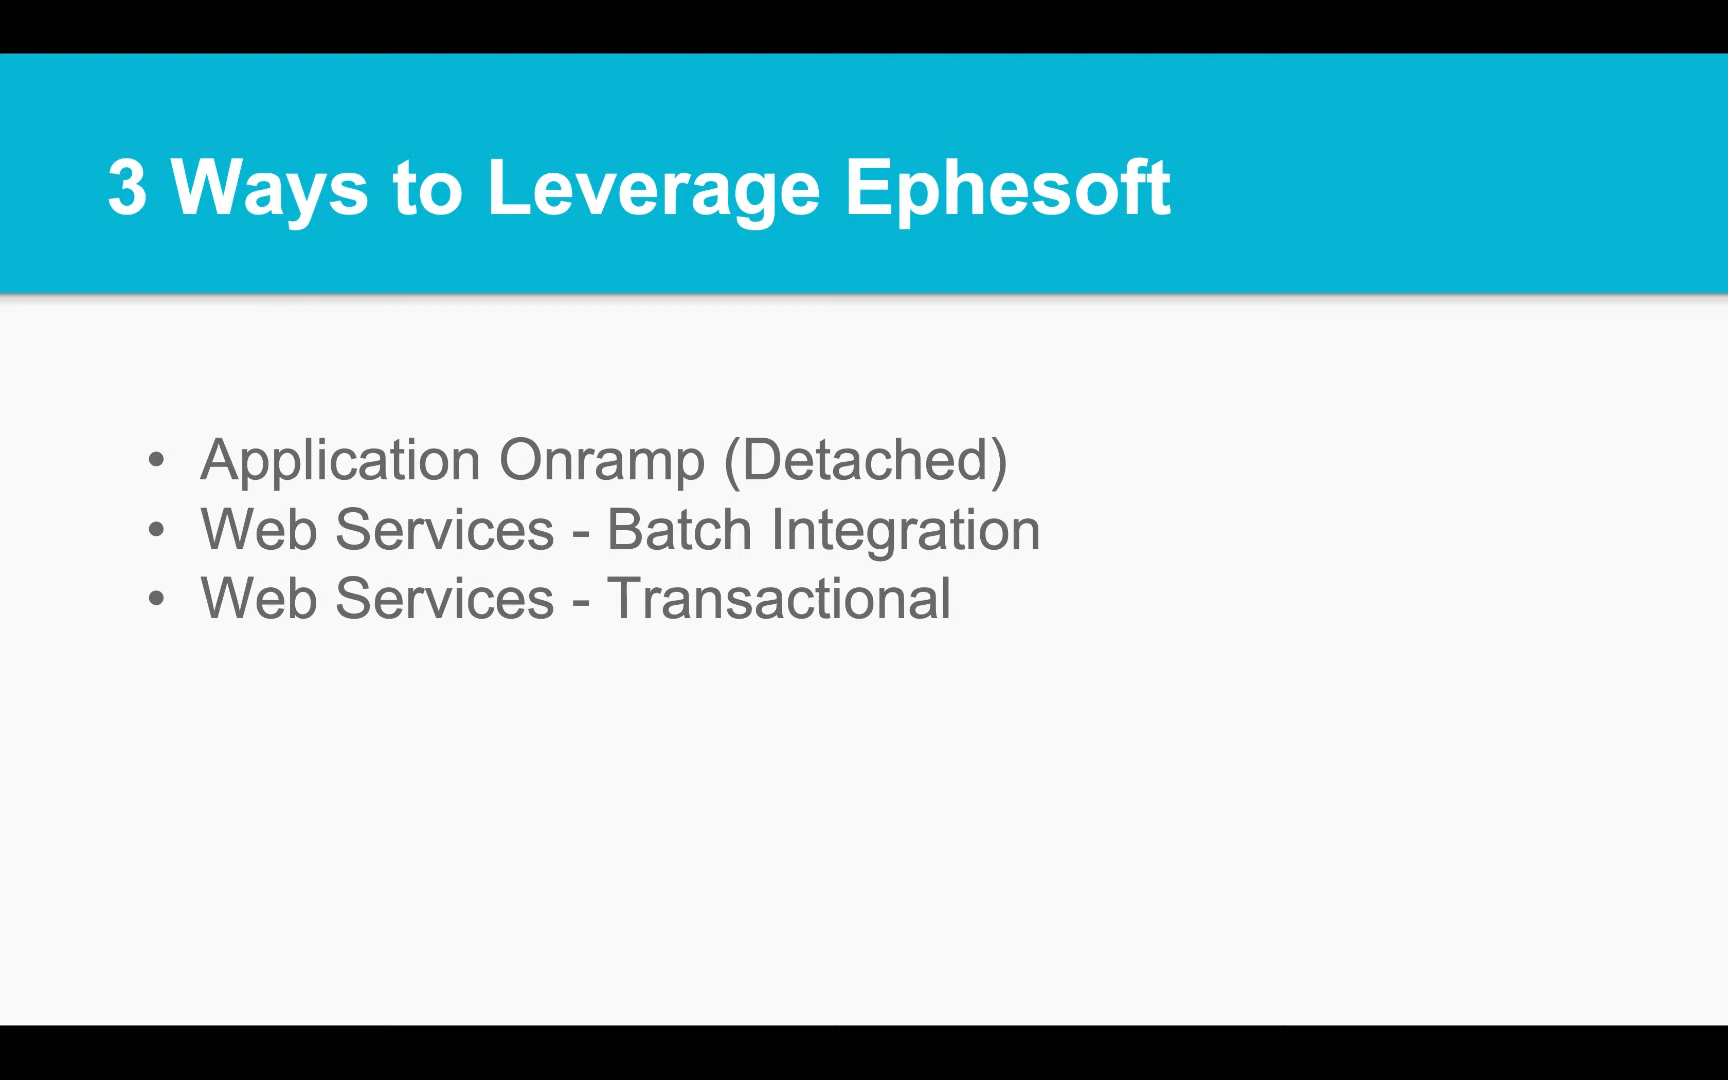 3 Ways to Leverage Ephesoft
• Application Onramp (Detached)
• Web Services - Batch Integration
• Web Services - Transactional